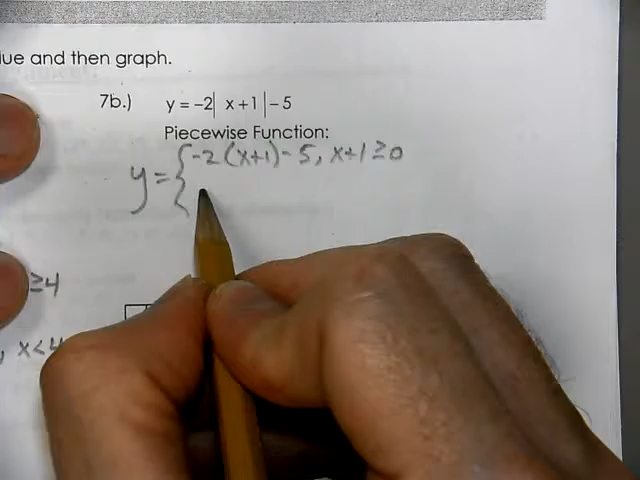 lue and then graph.
7b.) y = -2| x+1 | - 5
Piecewise Function:
y = { -2(x+1) - 5, x+1 ≥ 0
≥4
, x<4